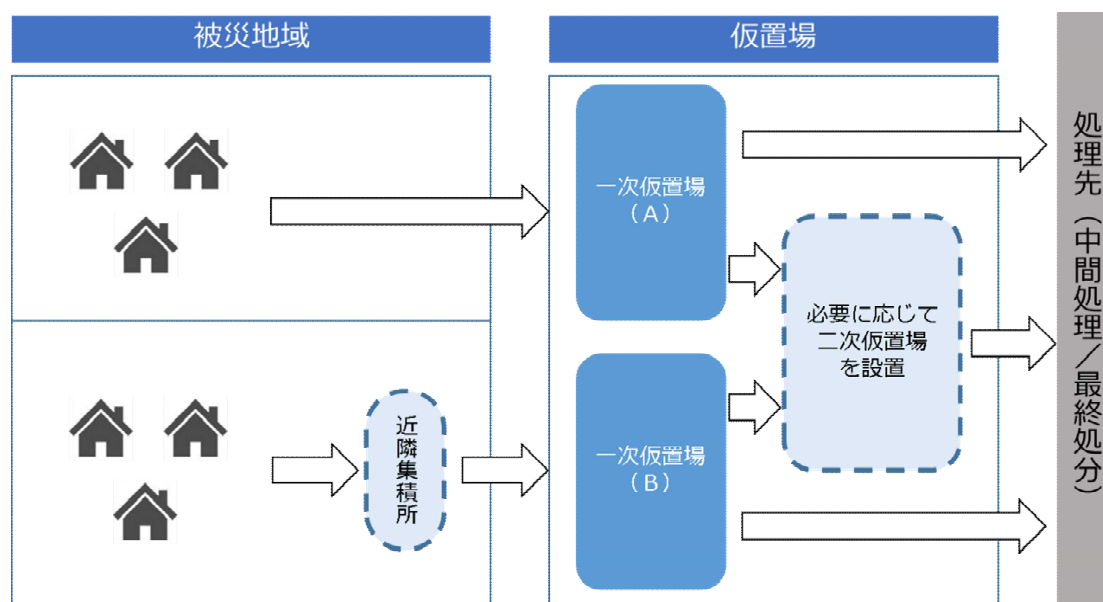 被災地域
仮置場
一次仮置場
（A）
必要に応じて
二次仮置場
を設置
近隣集積所
一次仮置場
（B）
処理先（中間処理／最終処分）